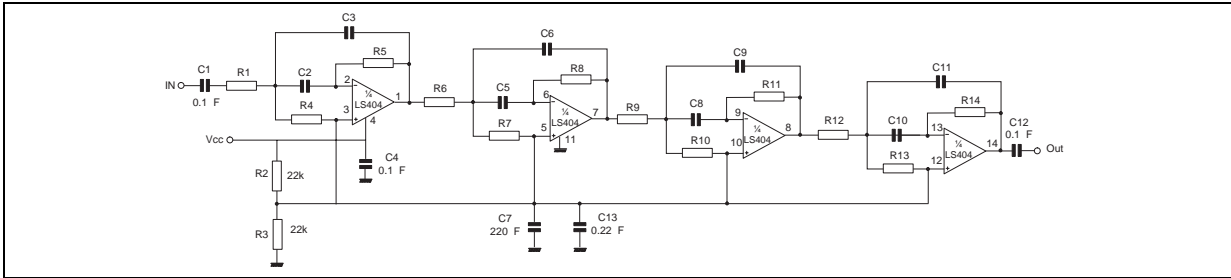 IN
C1
0.1 F
R1
C3
C2
R5
R4
2
3
1
4
¼
LS404
Vcc
C4
0.1 F
R2
22k
R3
22k
R6
C6
C5
R8
R7
6
5
7
11
¼
LS404
C7
220 F
C13
0.22 F
R9
C9
C8
R11
R10
9
10
8
¼
LS404
R12
C11
C10
R14
R13
13
12
14
¼
LS404
C12
0.1 F
Out